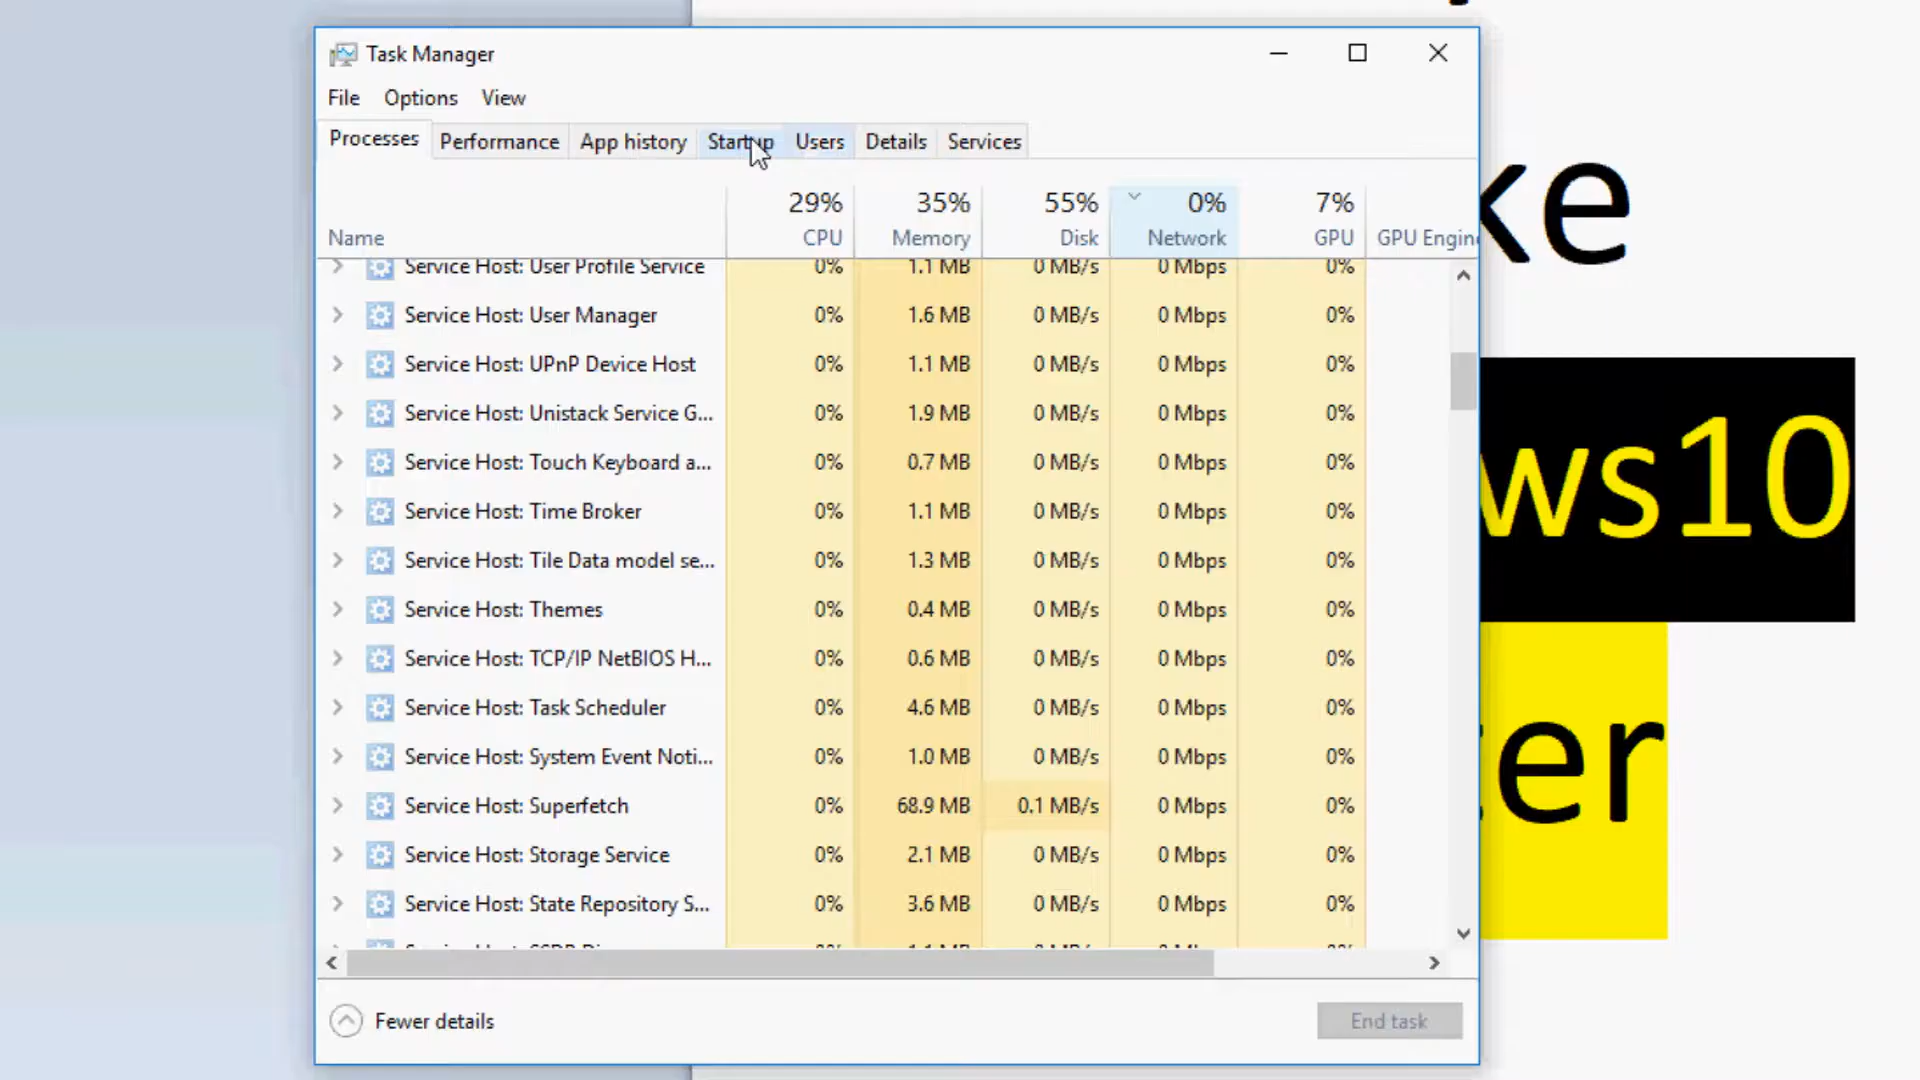 Task Manager
File Options View
Processes Performance App history Startup Users Details Services
29% 35% 55% 0% 7%
Name CPU Memory Disk Network GPU GPU Engin
Service Host: User Profile Service 0% 1.1 MB 0 MB/s 0 Mbps 0%
Service Host: User Manager 0% 1.6 MB 0 MB/s 0 Mbps 0%
Service Host: UPnP Device Host 0% 1.1 MB 0 MB/s 0 Mbps 0%
Service Host: Unistack Service G... 0% 1.9 MB 0 MB/s 0 Mbps 0%
Service Host: Touch Keyboard a... 0% 0.7 MB 0 MB/s 0 Mbps 0%
Service Host: Time Broker 0% 1.1 MB 0 MB/s 0 Mbps 0%
Service Host: Tile Data model se... 0% 1.3 MB 0 MB/s 0 Mbps 0%
Service Host: Themes 0% 0.4 MB 0 MB/s 0 Mbps 0%
Service Host: TCP/IP NetBIOS H... 0% 0.6 MB 0 MB/s 0 Mbps 0%
Service Host: Task Scheduler 0% 4.6 MB 0 MB/s 0 Mbps 0%
Service Host: System Event Noti... 0% 1.0 MB 0 MB/s 0 Mbps 0%
Service Host: Superfetch 0% 68.9 MB 0.1 MB/s 0 Mbps 0%
Service Host: Storage Service 0% 2.1 MB 0 MB/s 0 Mbps 0%
Service Host: State Repository S... 0% 3.6 MB 0 MB/s 0 Mbps 0%
Fewer details End task
ke
ws10
er